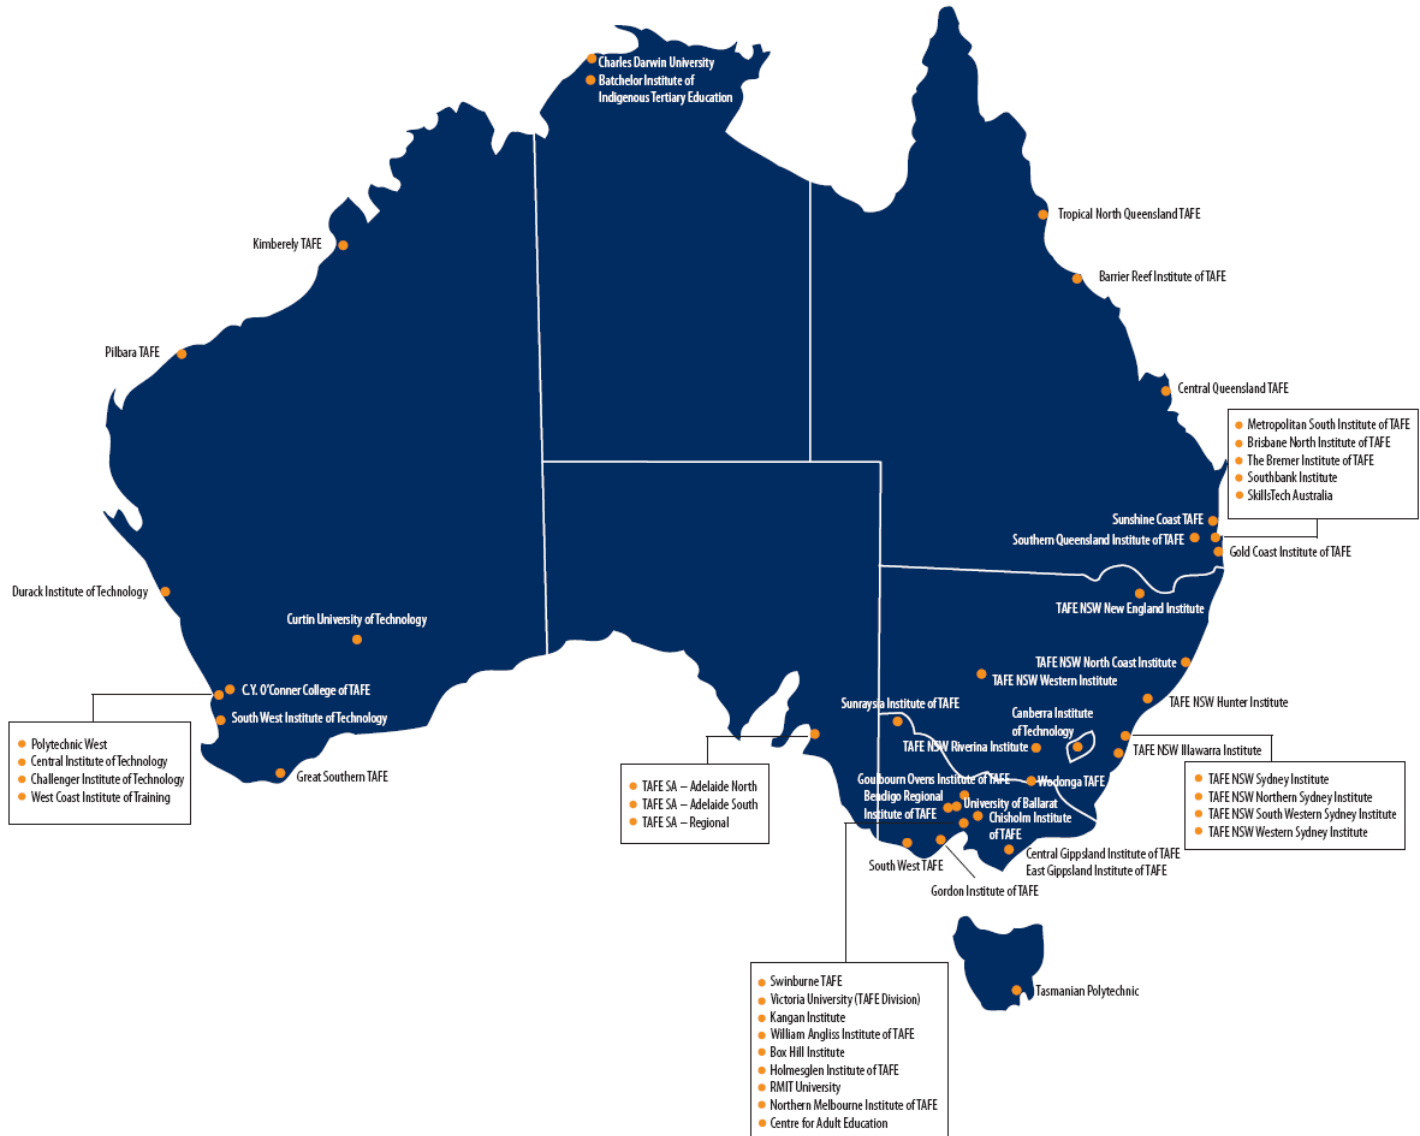 Charles Darwin University
Batchelor Institute of
Indigenous Tertiary Education
Tropical North Queensland TAFE
Kimberely TAFE
Barrier Reef Institute of TAFE
Pilbara TAFE
Central Queensland TAFE
Metropolitan South Institute of TAFE
Brisbane North Institute of TAFE
The Bremer Institute of TAFE
Southbank Institute
SkillsTech Australia
Sunshine Coast TAFE
Southern Queensland Institute of TAFE
Gold Coast Institute of TAFE
Durack Institute of Technology
TAFE NSW New England Institute
Curtin University of Technology
TAFE NSW North Coast Institute
TAFE NSW Western Institute
C.Y. O'Conner College of TAFE
Sunraysia Institute of TAFE
TAFE NSW Hunter Institute
South West Institute of Technology
Canberra Institute
of Technology
Polytechnic West
Central Institute of Technology
Challenger Institute of Technology
West Coast Institute of Training
TAFE NSW Riverina Institute
TAFE NSW Illawarra Institute
Great Southern TAFE
TAFE SA – Adelaide North
TAFE SA – Adelaide South
TAFE SA – Regional
Goulbourn Ovens Institute of TAFE
Wodonga TAFE
TAFE NSW Sydney Institute
TAFE NSW Northern Sydney Institute
TAFE NSW South Western Sydney Institute
TAFE NSW Western Sydney Institute
Bendigo Regional
Institute of TAFE
University of Ballarat
Chisholm Institute
of TAFE
South West TAFE
Central Gippsland Institute of TAFE
East Gippsland Institute of TAFE
Gordon Institute of TAFE
Swinburne TAFE
Victoria University (TAFE Division)
Kangan Institute
William Angliss Institute of TAFE
Box Hill Institute
Holmesglen Institute of TAFE
RMIT University
Northern Melbourne Institute of TAFE
Centre for Adult Education
Tasmanian Polytechnic